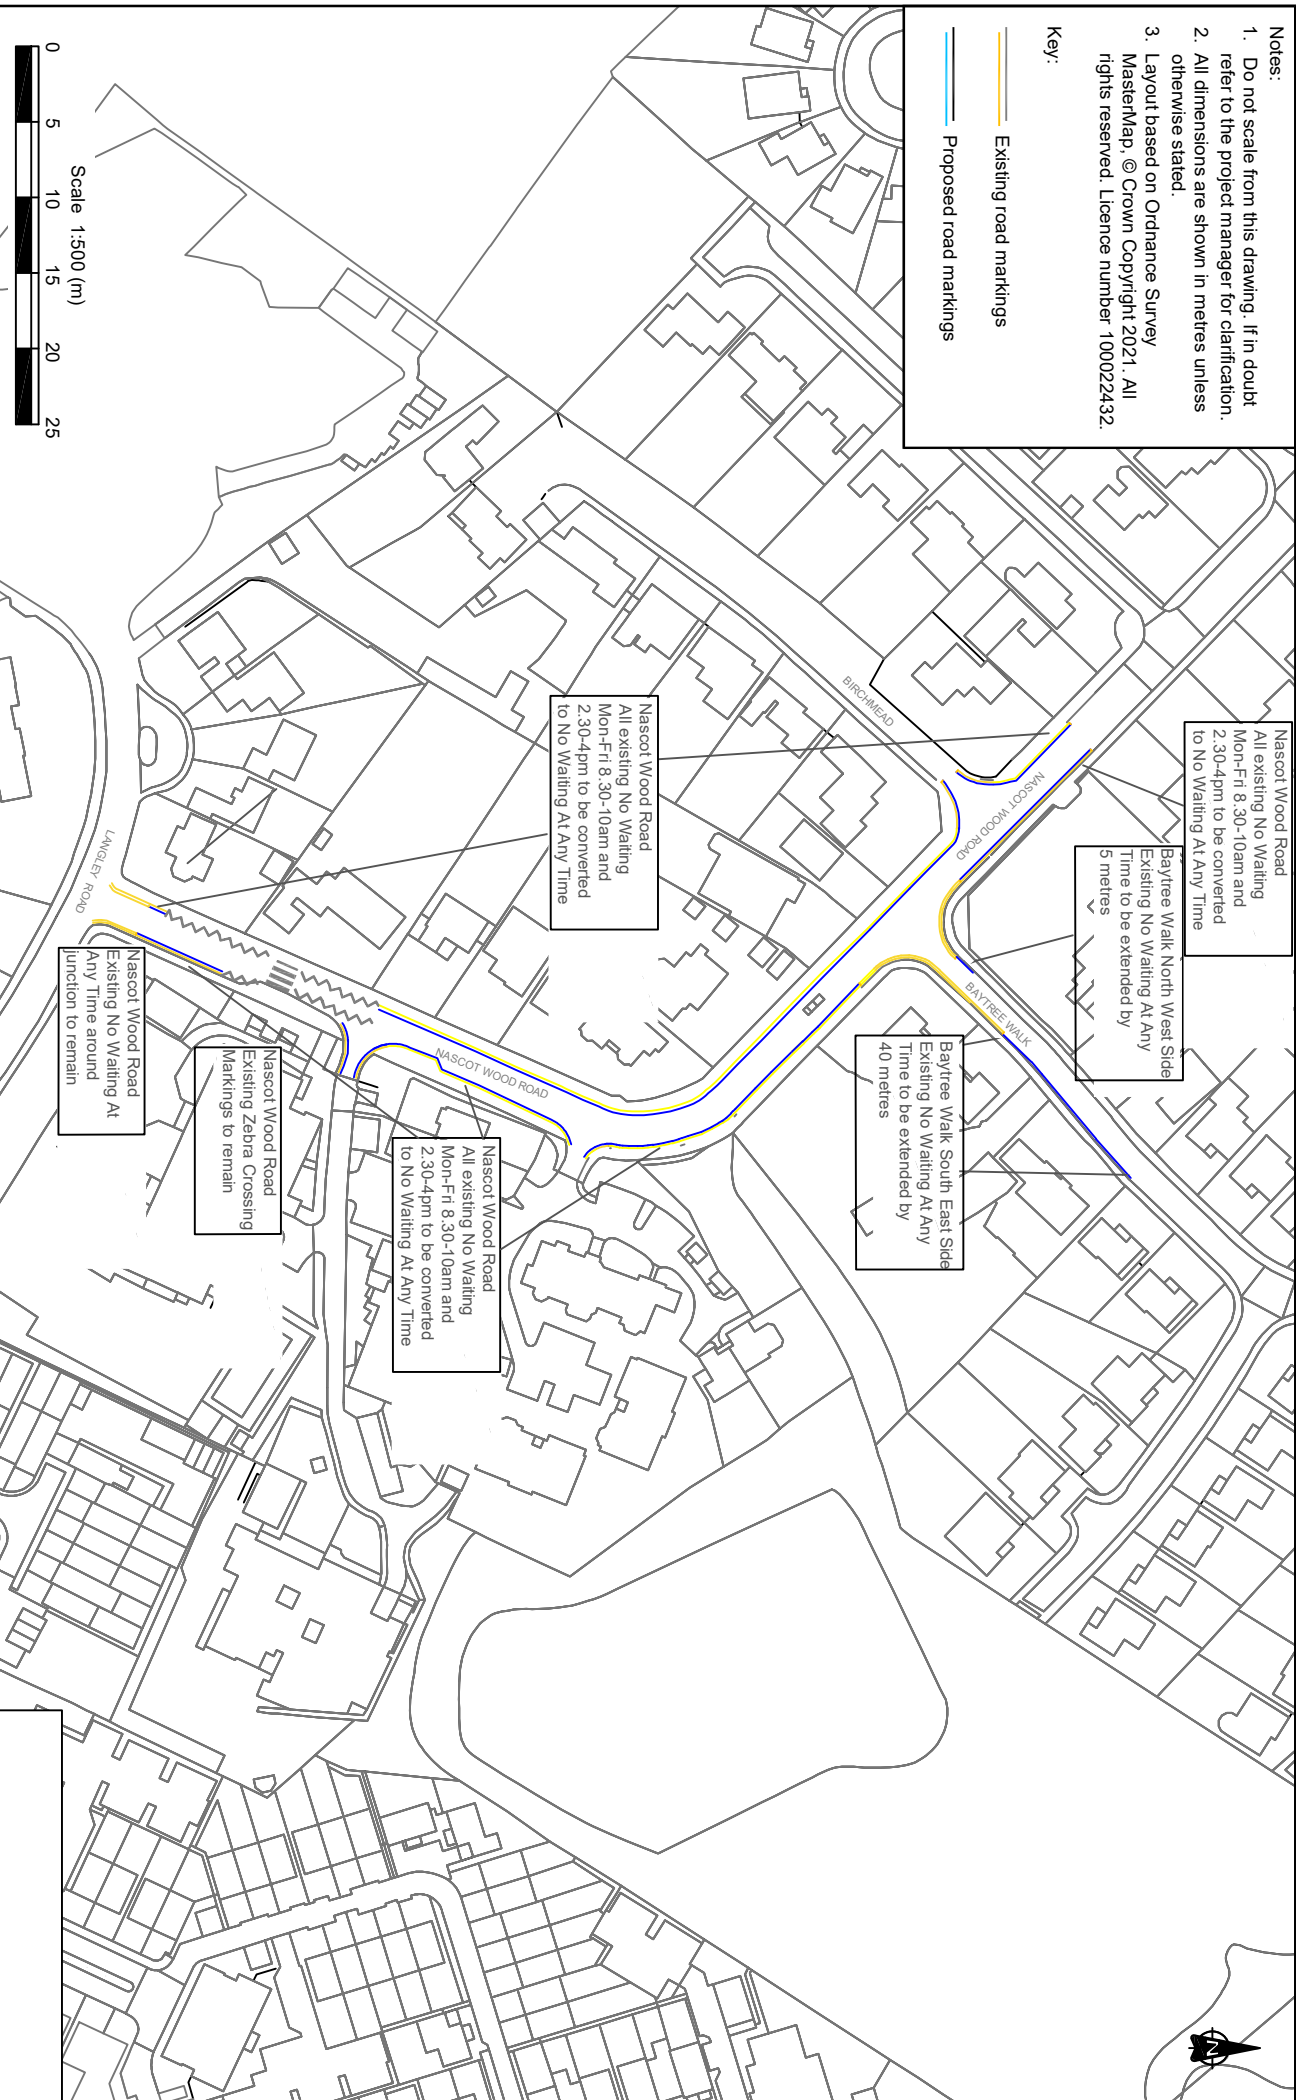 Notes:
1. Do not scale from this drawing. If in doubt
refer to the project manager for clarification.
2. All dimensions are shown in metres unless
otherwise stated.
3. Layout based on Ordnance Survey
MasterMap, © Crown Copyright 2021. All
rights reserved. Licence number 100022432.
Key:
Existing road markings
Proposed road markings
Nascot Wood Road
All existing No Waiting
Mon-Fri 8.30-10am and
2.30-4pm to be converted
to No Waiting At Any Time
Baytree Walk North West Side
Existing No Waiting At Any
Time to be extended by
5 metres
Baytree Walk South East Side
Existing No Waiting At Any
Time to be extended by
40 metres
Nascot Wood Road
All existing No Waiting
Mon-Fri 8.30-10am and
2.30-4pm to be converted
to No Waiting At Any Time
Nascot Wood Road
All existing No Waiting
Mon-Fri 8.30-10am and
2.30-4pm to be converted
to No Waiting At Any Time
Nascot Wood Road
Existing Zebra Crossing
Markings to remain
Nascot Wood Road
Existing No Waiting At
Any Time around
junction to remain
BIRCHMEAD
NASCOT WOOD ROAD
BAYTREE WALK
NASCOT WOOD ROAD
LANGLEY ROAD
N
Scale 1:500 (m)
0 5 10 15 20 25